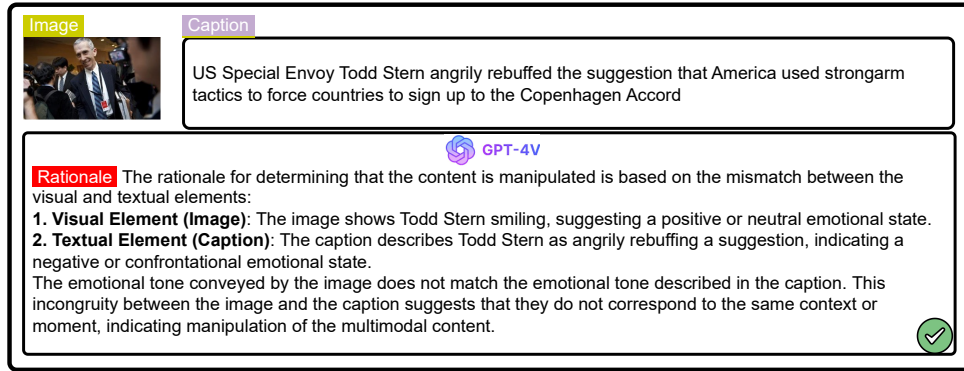 Image
Caption
US Special Envoy Todd Stern angrily rebuffed the suggestion that America used strongarm
tactics to force countries to sign up to the Copenhagen Accord
GPT-4V
Rationale The rationale for determining that the content is manipulated is based on the mismatch between the
visual and textual elements:
1. Visual Element (Image): The image shows Todd Stern smiling, suggesting a positive or neutral emotional state.
2. Textual Element (Caption): The caption describes Todd Stern as angrily rebuffing a suggestion, indicating a
negative or confrontational emotional state.
The emotional tone conveyed by the image does not match the emotional tone described in the caption. This
incongruity between the image and the caption suggests that they do not correspond to the same context or
moment, indicating manipulation of the multimodal content.